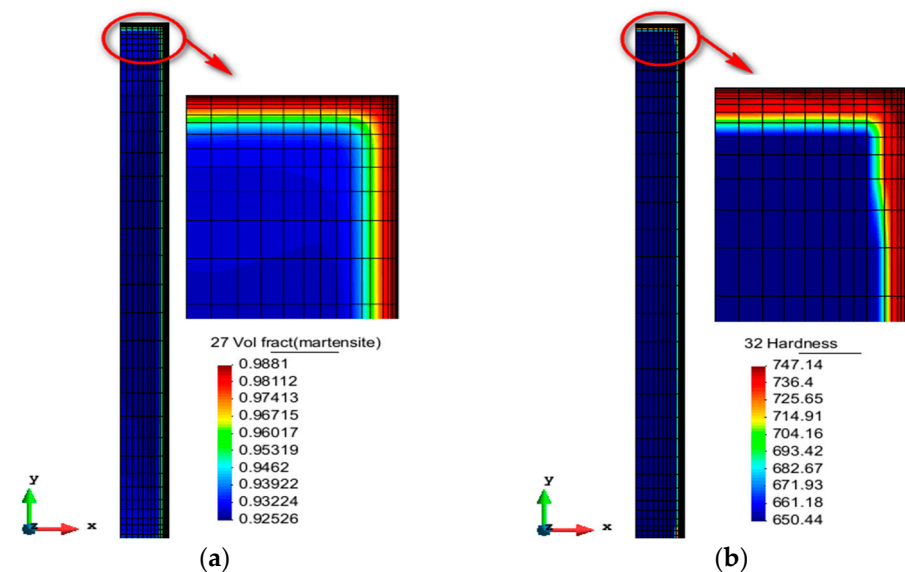 27 Vol fract(martensite)
0.9881
0.98112
0.97413
0.96715
0.96017
0.95319
0.9462
0.93922
0.93224
0.92526
y
z
x
(a)
32 Hardness
747.14
736.4
725.65
714.91
704.16
693.42
682.67
671.93
661.18
650.44
y
z
x
(b)